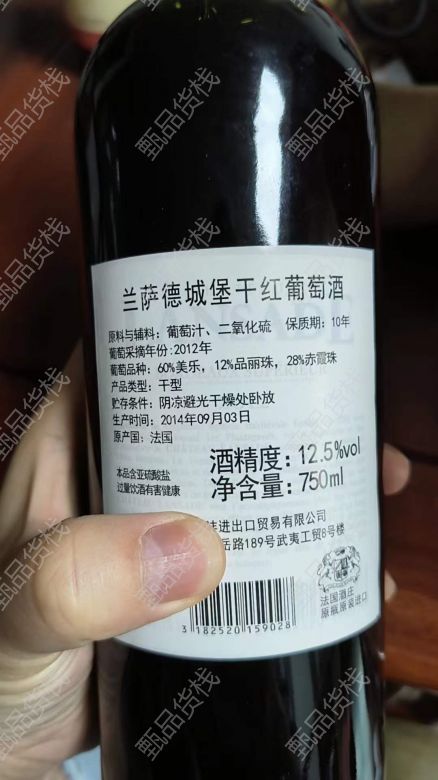 兰萨德城堡干红葡萄酒
原料与辅料：葡萄汁、二氧化硫 保质期：10年
葡萄采摘年份：2012年
葡萄品种：60%美乐，12%品丽珠，28%赤霞珠
产品类型：干型
贮存条件：阴凉避光干燥处卧放
生产时间：2014年09月03日
原产国：法国
酒精度：12.5%vol
净含量：750ml
本品含亚硫酸盐
过量饮酒有害健康
进出口贸易有限公司
岳路189号武夷工贸8号楼
法国酒庄
原瓶原装进口
3 182520 159028
甄品货栈